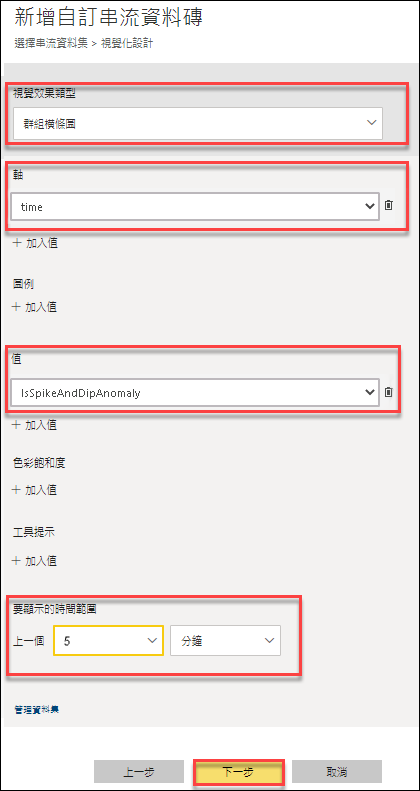 新增自訂串流資料磚
選擇串流資料集 > 視覺化設計
視覺效果類型
群組橫條圖
軸
time
+ 加入值
圖例
+ 加入值
值
IsSpikeAndDipAnomaly
+ 加入值
色彩飽和度
+ 加入值
工具提示
+ 加入值
要顯示的時間範圍
上一個 5 分鐘
管理資料集
上一步 下一步 取消